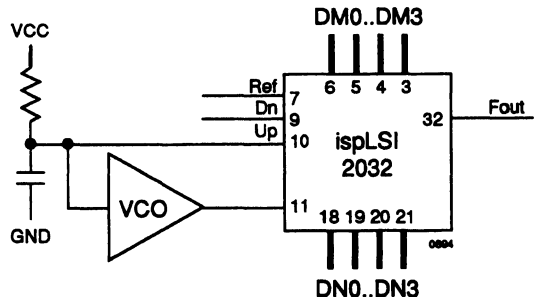 DM0..DM3
VCC
6 5 4 3
Ref
7
Dn
9
Up
10
ispLSI
2032
32
Fout
VCO
11
GND
18 19 20 21
0894
DN0..DN3